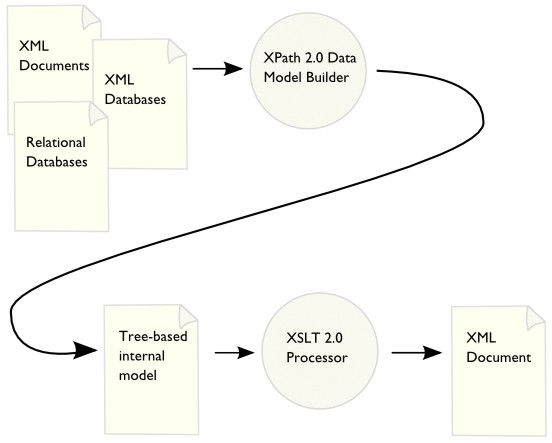 XML
Documents
XML
Databases
Relational
Databases
XPath 2.0 Data
Model Builder
Tree-based
internal
model
XSLT 2.0
Processor
XML
Document